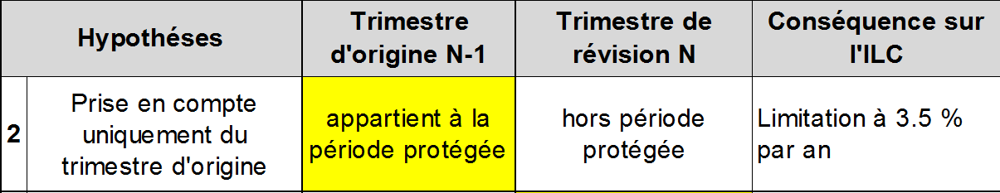 Hypothéses
Trimestre
d'origine N-1
Trimestre de
révision N
Conséquence sur
l'ILC
2
Prise en compte
uniquement du
trimestre d'origine
appartient à la
période protégée
hors période
protégée
Limitation à 3.5 %
par an